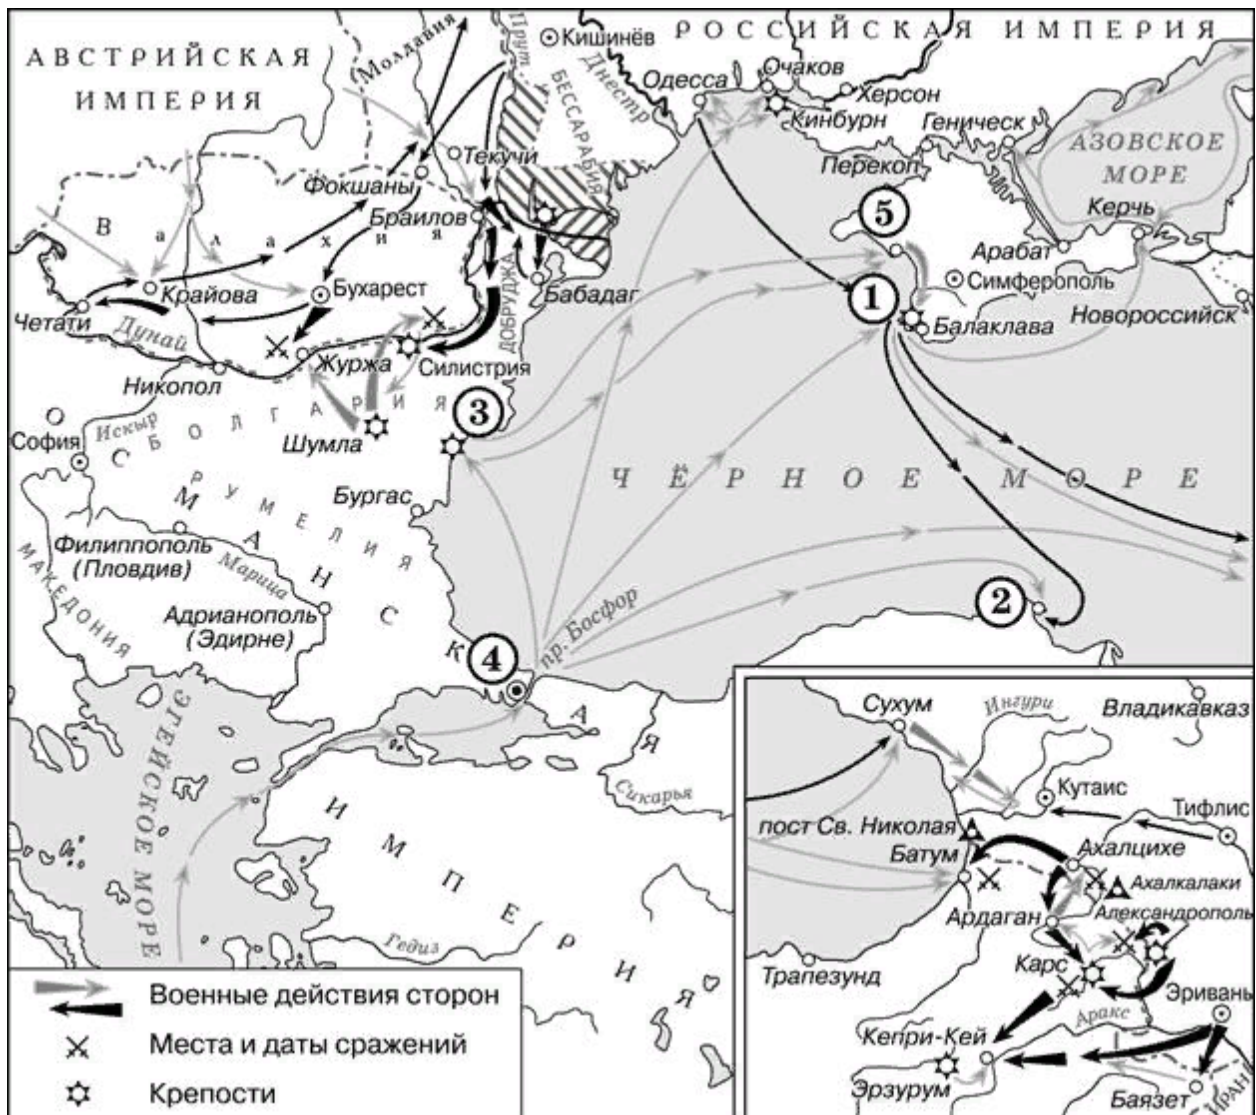 АВСТРИЙСКАЯ
ИМПЕРИЯ
Молдавия
Прут
Кишинёв
РОССИЙСКАЯ ИМПЕРИЯ
Днестр
БЕССАРАБИЯ
Одесса
Очаков
Херсон
Кинбурн
Геническ
Перекоп
АЗОВСКОЕ
МОРЕ
Керчь
Арабат
5
Симферополь
1
Балаклава
Новороссийск
Текучи
Фокшаны
Браилов
Валахия
Крайова
Бухарест
Бабадаг
ДОБРУДЖА
Четати
Дунай
Журжа
Силистрия
Никопол
БОЛГАРИЯ
3
София
Искыр
Шумла
ЧЁРНОЕ МОРЕ
РУМЕЛИЯ
Бургас
Филиппополь
(Пловдив)
Марица
МАКЕДОНИЯ
Адрианополь
(Эдирне)
ОСМАНСКАЯ
ИМПЕРИЯ
пр. Босфор
2
4
ЭГЕЙСКОЕ МОРЕ
Сикарья
Гедиз
Сухум
Ингури
Владикавказ
Кутаис
Тифлис
пост Св. Николая
Батум
Ахалцихе
Ахалкалаки
Ардаган
Александрополь
Карс
Трапезунд
Эривань
Аракс
Кепри-Кей
Эрзурум
Баязет
ИРАН
Военные действия сторон
Места и даты сражений
Крепости